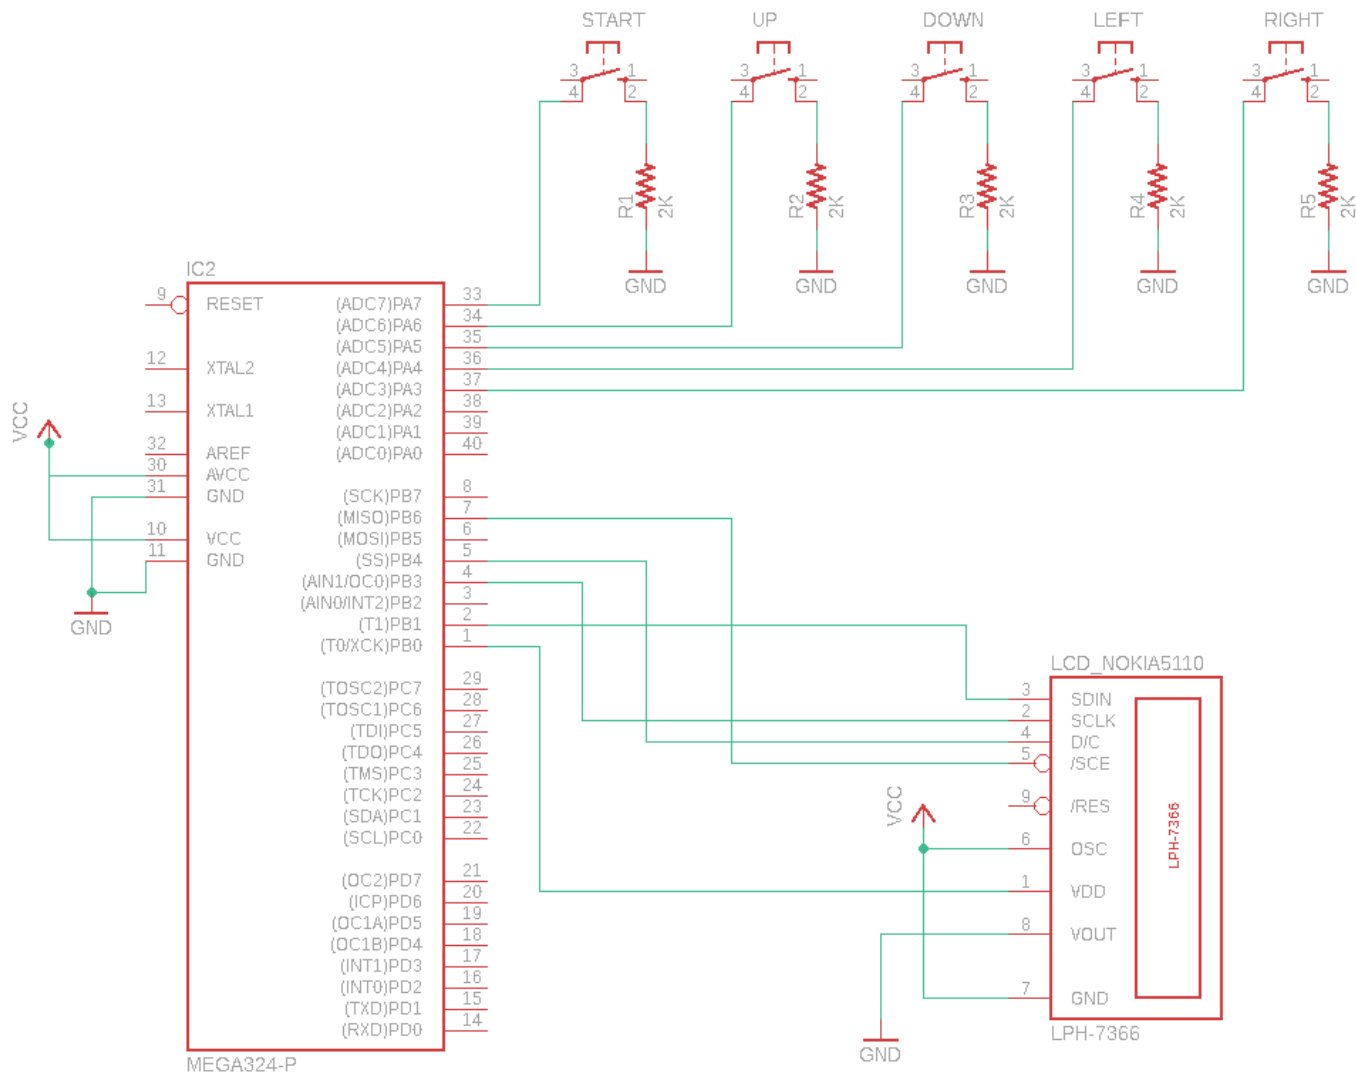 START
UP
DOWN
LEFT
RIGHT
3 1
4 2
3 1
4 2
3 1
4 2
3 1
4 2
3 1
4 2
R1 2K
R2 2K
R3 2K
R4 2K
R5 2K
GND
GND
GND
GND
GND
IC2
9 RESET
12 XTAL2
13 XTAL1
32 AREF
30 AVCC
31 GND
10 VCC
11 GND
VCC
GND
(ADC7)PA7 33
(ADC6)PA6 34
(ADC5)PA5 35
(ADC4)PA4 36
(ADC3)PA3 37
(ADC2)PA2 38
(ADC1)PA1 39
(ADC0)PA0 40
(SCK)PB7 8
(MISO)PB6 7
(MOSI)PB5 6
(SS)PB4 5
(AIN1/OC0)PB3 4
(AIN0/INT2)PB2 3
(T1)PB1 2
(T0/XCK)PB0 1
(TOSC2)PC7 29
(TOSC1)PC6 28
(TDI)PC5 27
(TDO)PC4 26
(TMS)PC3 25
(TCK)PC2 24
(SDA)PC1 23
(SCL)PC0 22
(OC2)PD7 21
(ICP)PD6 20
(OC1A)PD5 19
(OC1B)PD4 18
(INT1)PD3 17
(INT0)PD2 16
(TXD)PD1 15
(RXD)PD0 14
MEGA324-P
LCD_NOKIA5110
3 SDIN
2 SCLK
4 D/C
5 /SCE
9 /RES
6 OSC
1 VDD
8 VOUT
7 GND
LPH-7366
LPH-7366
VCC
GND